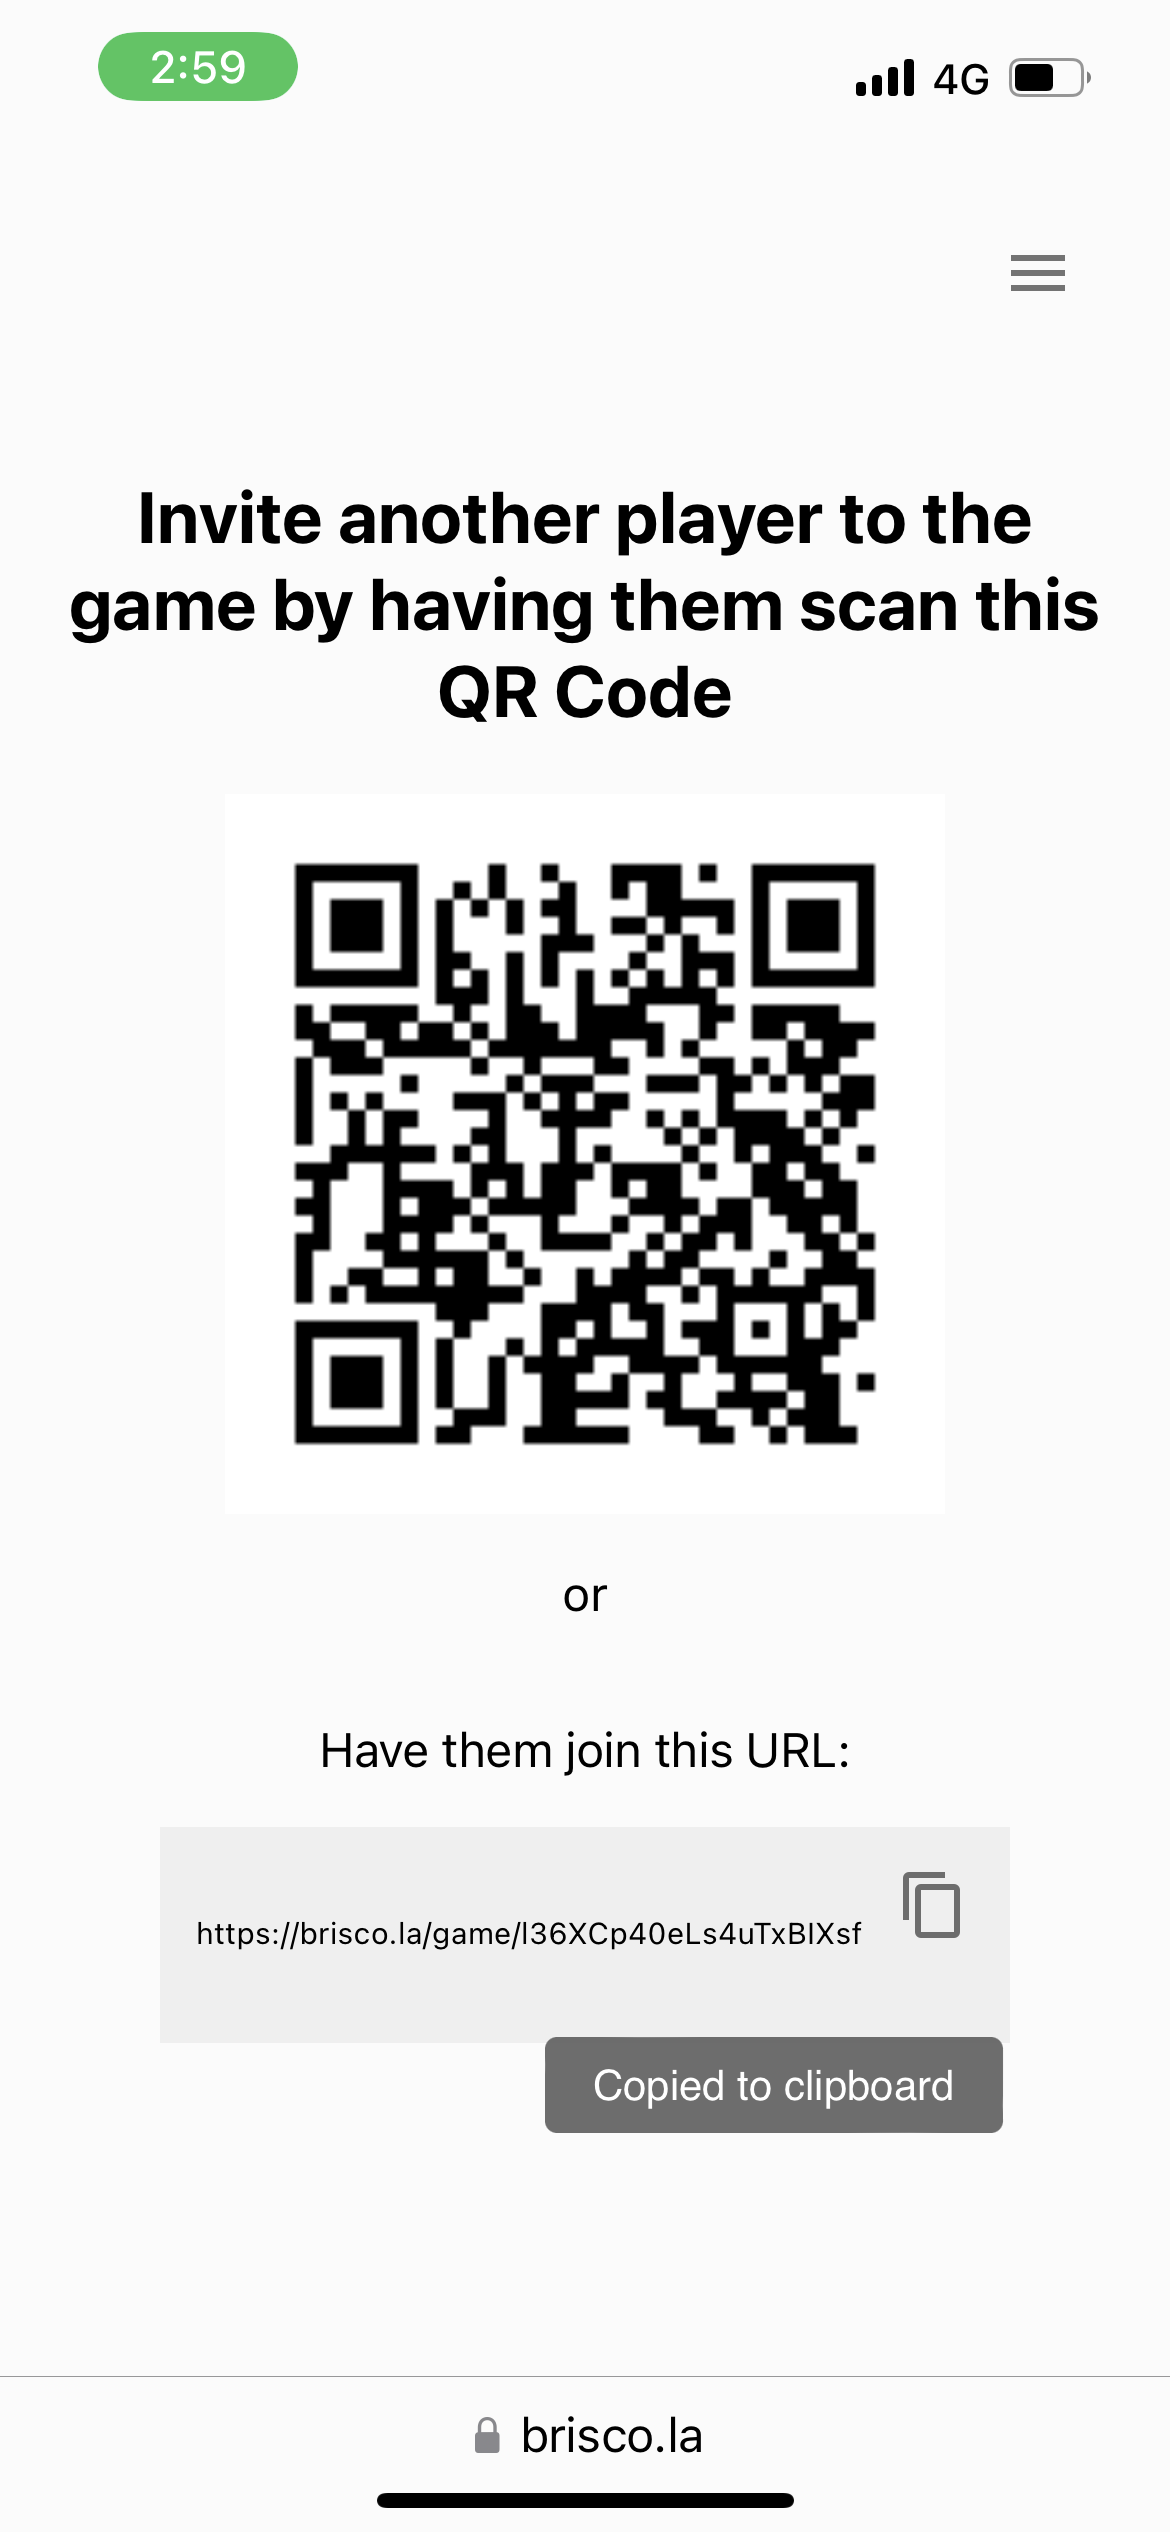 2:59
4G
Invite another player to the
game by having them scan this
QR Code
or
Have them join this URL:
https://brisco.la/game/l36XCp40eLs4uTxBIXsf
Copied to clipboard
brisco.la